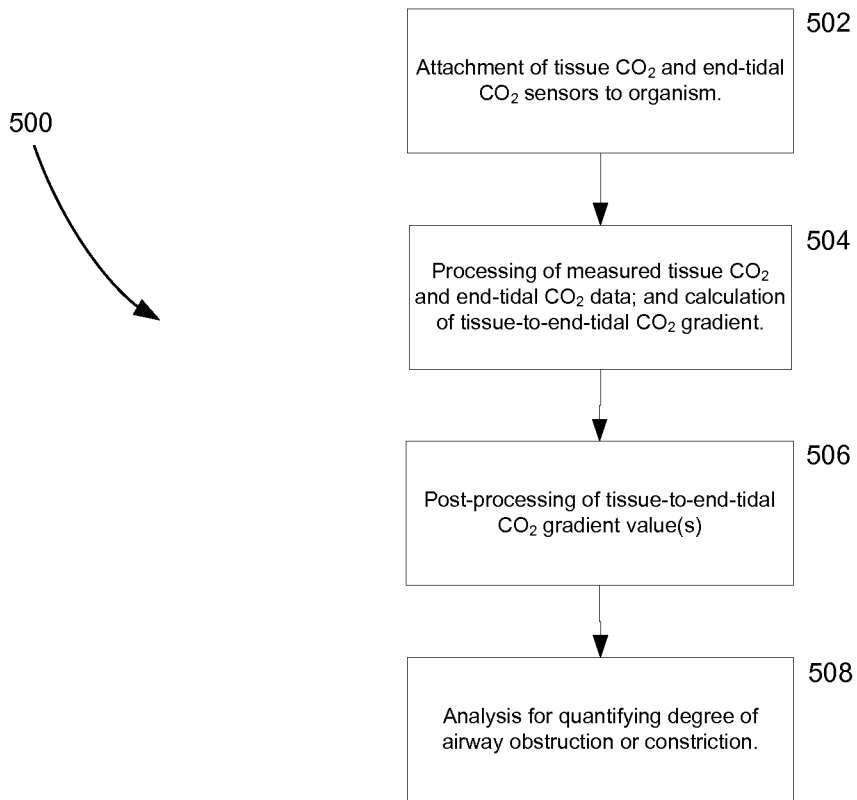 502
Attachment of tissue CO₂ and end-tidal
CO₂ sensors to organism.
500
504
Processing of measured tissue CO₂
and end-tidal CO₂ data; and calculation
of tissue-to-end-tidal CO₂ gradient.
506
Post-processing of tissue-to-end-tidal
CO₂ gradient value(s)
508
Analysis for quantifying degree of
airway obstruction or constriction.